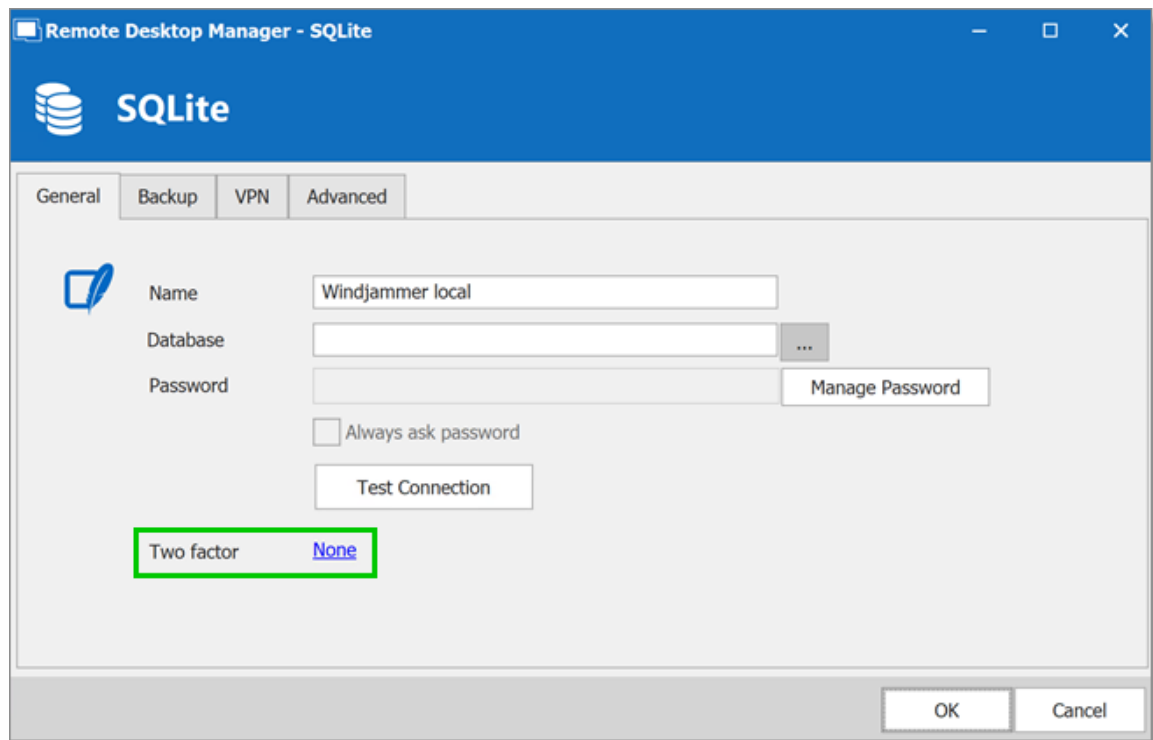 Remote Desktop Manager - SQLite
SQLite
General Backup VPN Advanced
Name Windjammer local
Database ...
Password Manage Password
Always ask password
Test Connection
Two factor None
OK Cancel